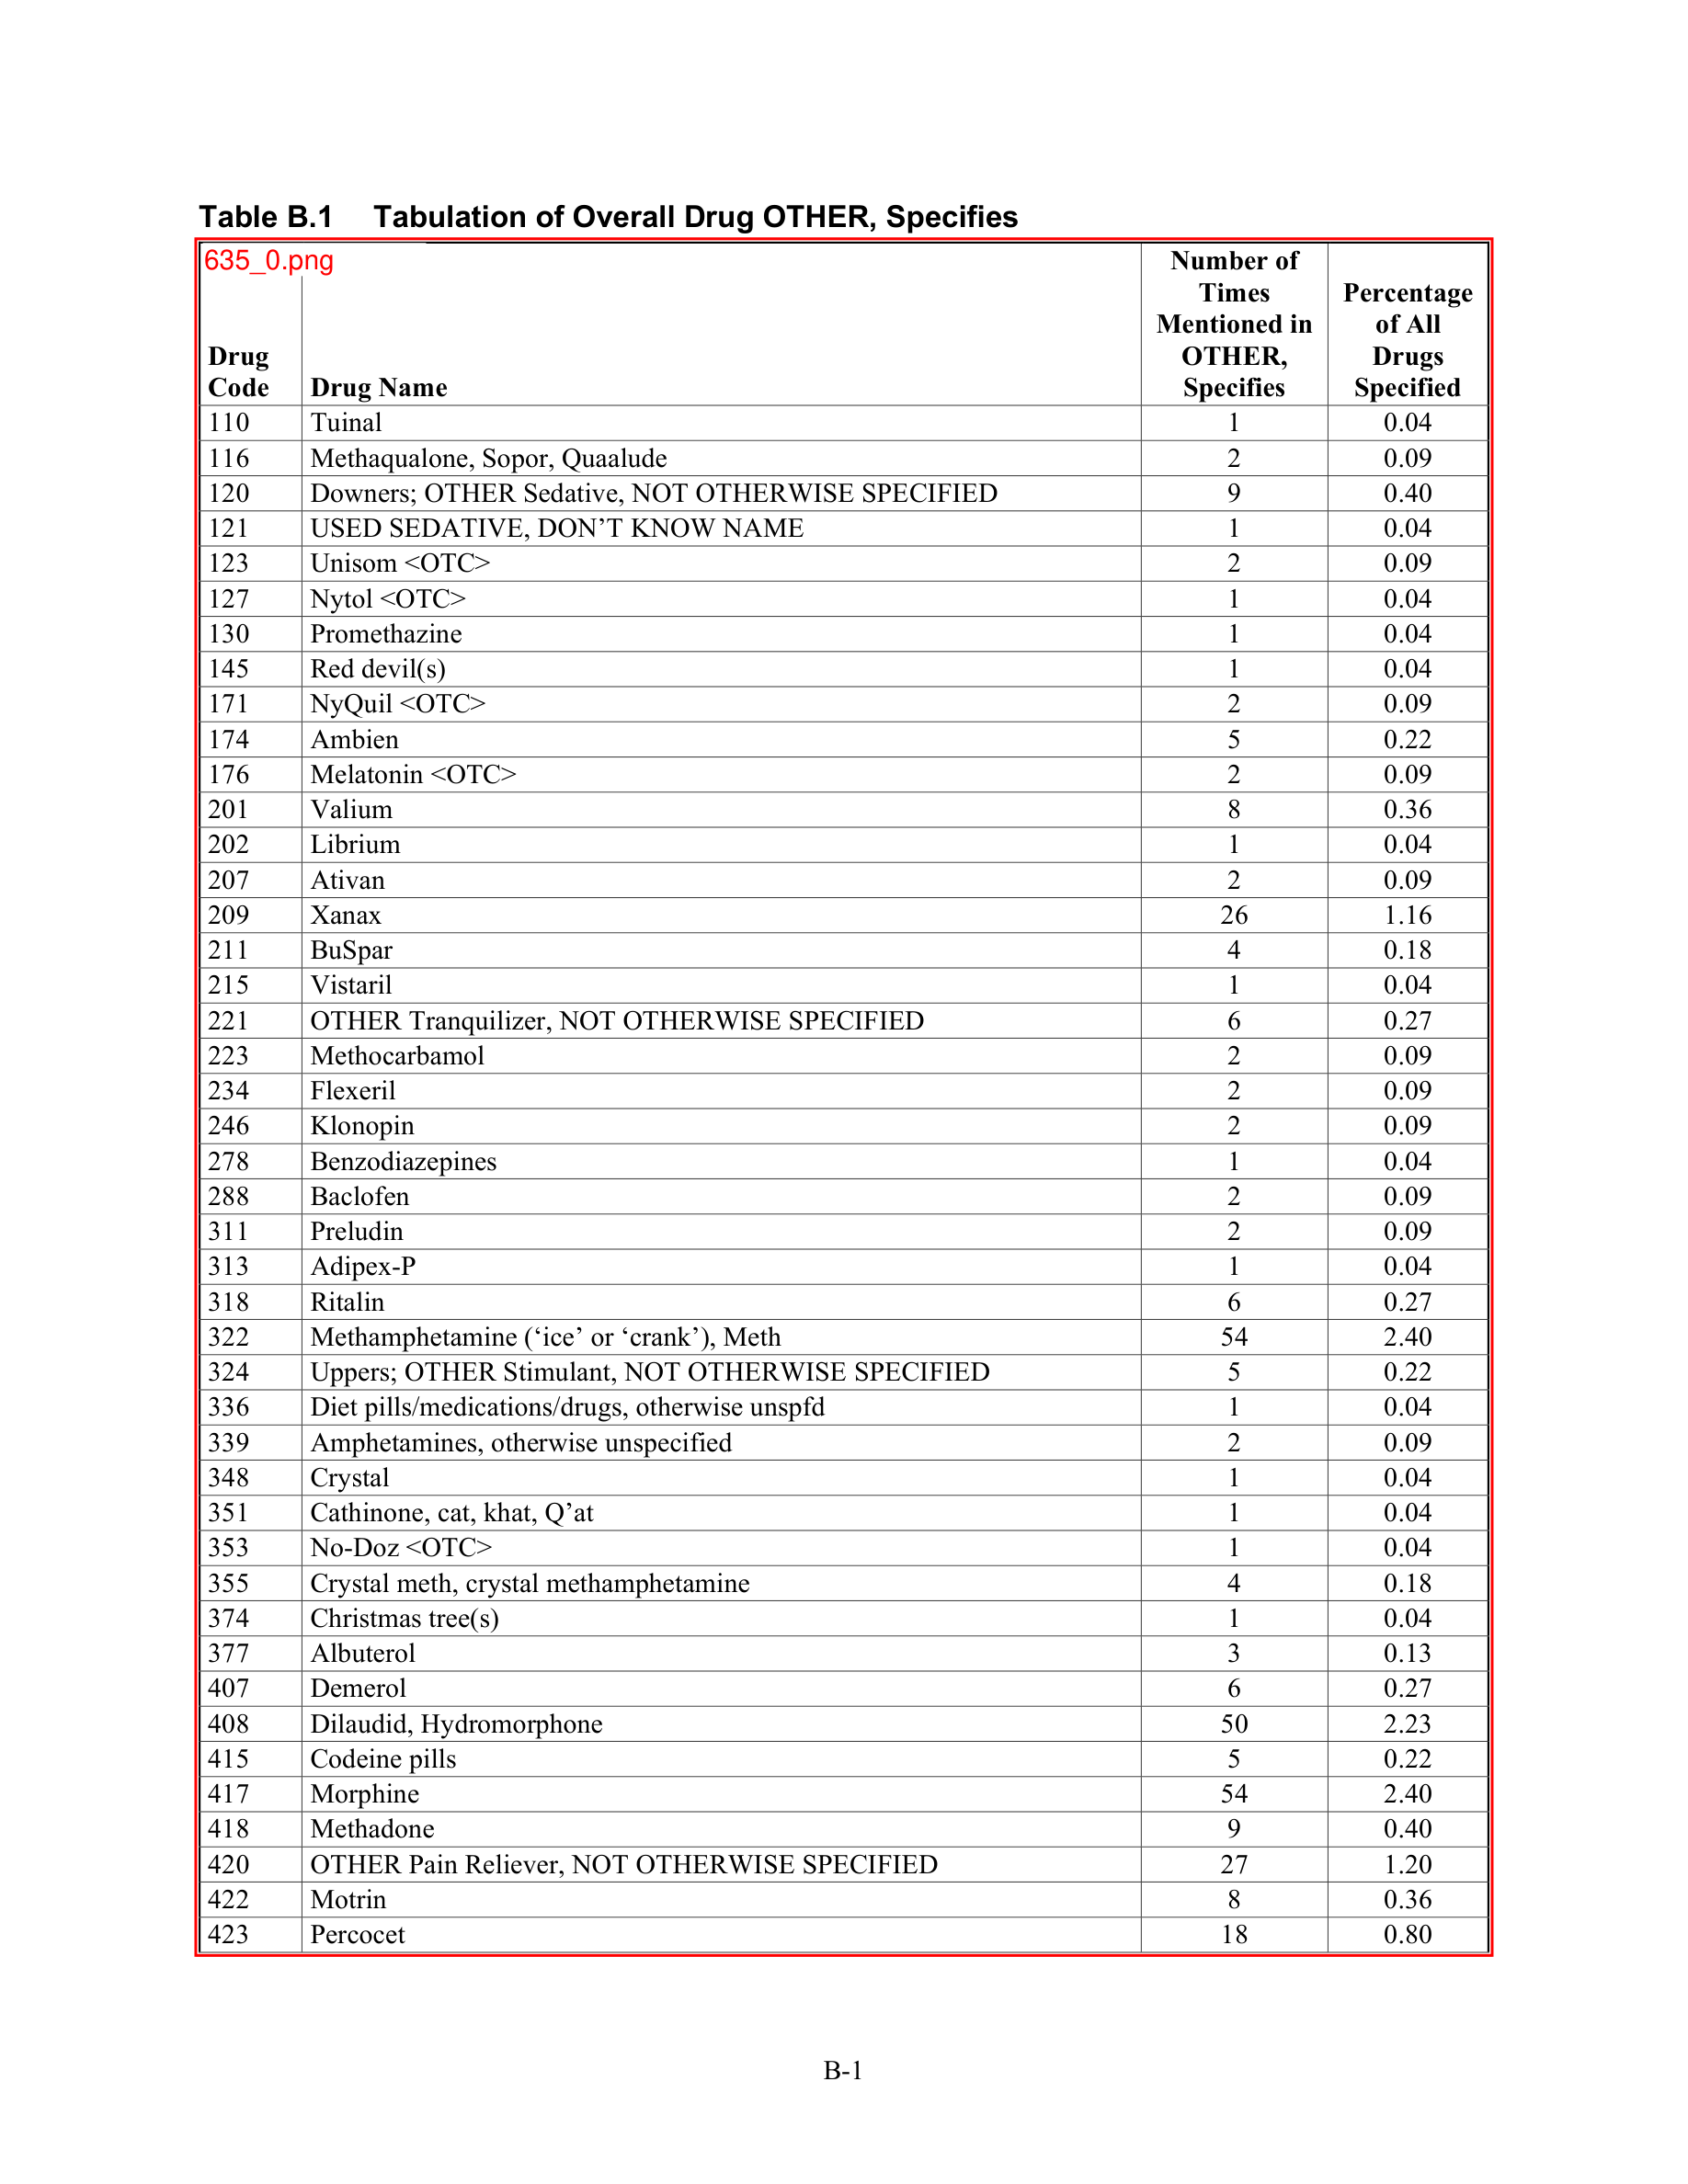 Table B.1 Tabulation of Overall Drug OTHER, Specifies
635_0.png
Drug Code Drug Name Number of Times Mentioned in OTHER, Specifies Percentage of All Drugs Specified
110 Tuinal 1 0.04
116 Methaqualone, Sopor, Quaalude 2 0.09
120 Downers; OTHER Sedative, NOT OTHERWISE SPECIFIED 9 0.40
121 USED SEDATIVE, DON’T KNOW NAME 1 0.04
123 Unisom <OTC> 2 0.09
127 Nytol <OTC> 1 0.04
130 Promethazine 1 0.04
145 Red devil(s) 1 0.04
171 NyQuil <OTC> 2 0.09
174 Ambien 5 0.22
176 Melatonin <OTC> 2 0.09
201 Valium 8 0.36
202 Librium 1 0.04
207 Ativan 2 0.09
209 Xanax 26 1.16
211 BuSpar 4 0.18
215 Vistaril 1 0.04
221 OTHER Tranquilizer, NOT OTHERWISE SPECIFIED 6 0.27
223 Methocarbamol 2 0.09
234 Flexeril 2 0.09
246 Klonopin 2 0.09
278 Benzodiazepines 1 0.04
288 Baclofen 2 0.09
311 Preludin 2 0.09
313 Adipex-P 1 0.04
318 Ritalin 6 0.27
322 Methamphetamine (‘ice’ or ‘crank’), Meth 54 2.40
324 Uppers; OTHER Stimulant, NOT OTHERWISE SPECIFIED 5 0.22
336 Diet pills/medications/drugs, otherwise unspfd 1 0.04
339 Amphetamines, otherwise unspecified 2 0.09
348 Crystal 1 0.04
351 Cathinone, cat, khat, Q’at 1 0.04
353 No-Doz <OTC> 1 0.04
355 Crystal meth, crystal methamphetamine 4 0.18
374 Christmas tree(s) 1 0.04
377 Albuterol 3 0.13
407 Demerol 6 0.27
408 Dilaudid, Hydromorphone 50 2.23
415 Codeine pills 5 0.22
417 Morphine 54 2.40
418 Methadone 9 0.40
420 OTHER Pain Reliever, NOT OTHERWISE SPECIFIED 27 1.20
422 Motrin 8 0.36
423 Percocet 18 0.80
B-1